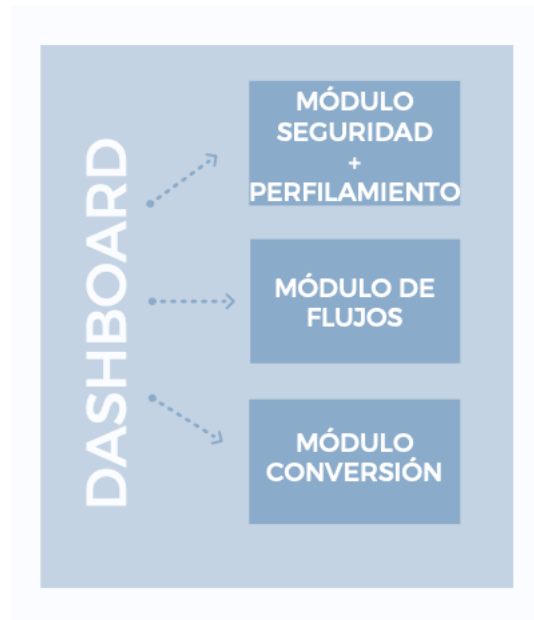 DASHBOARD
MÓDULO
SEGURIDAD
+
PERFILAMIENTO
MÓDULO DE
FLUJOS
MÓDULO
CONVERSIÓN